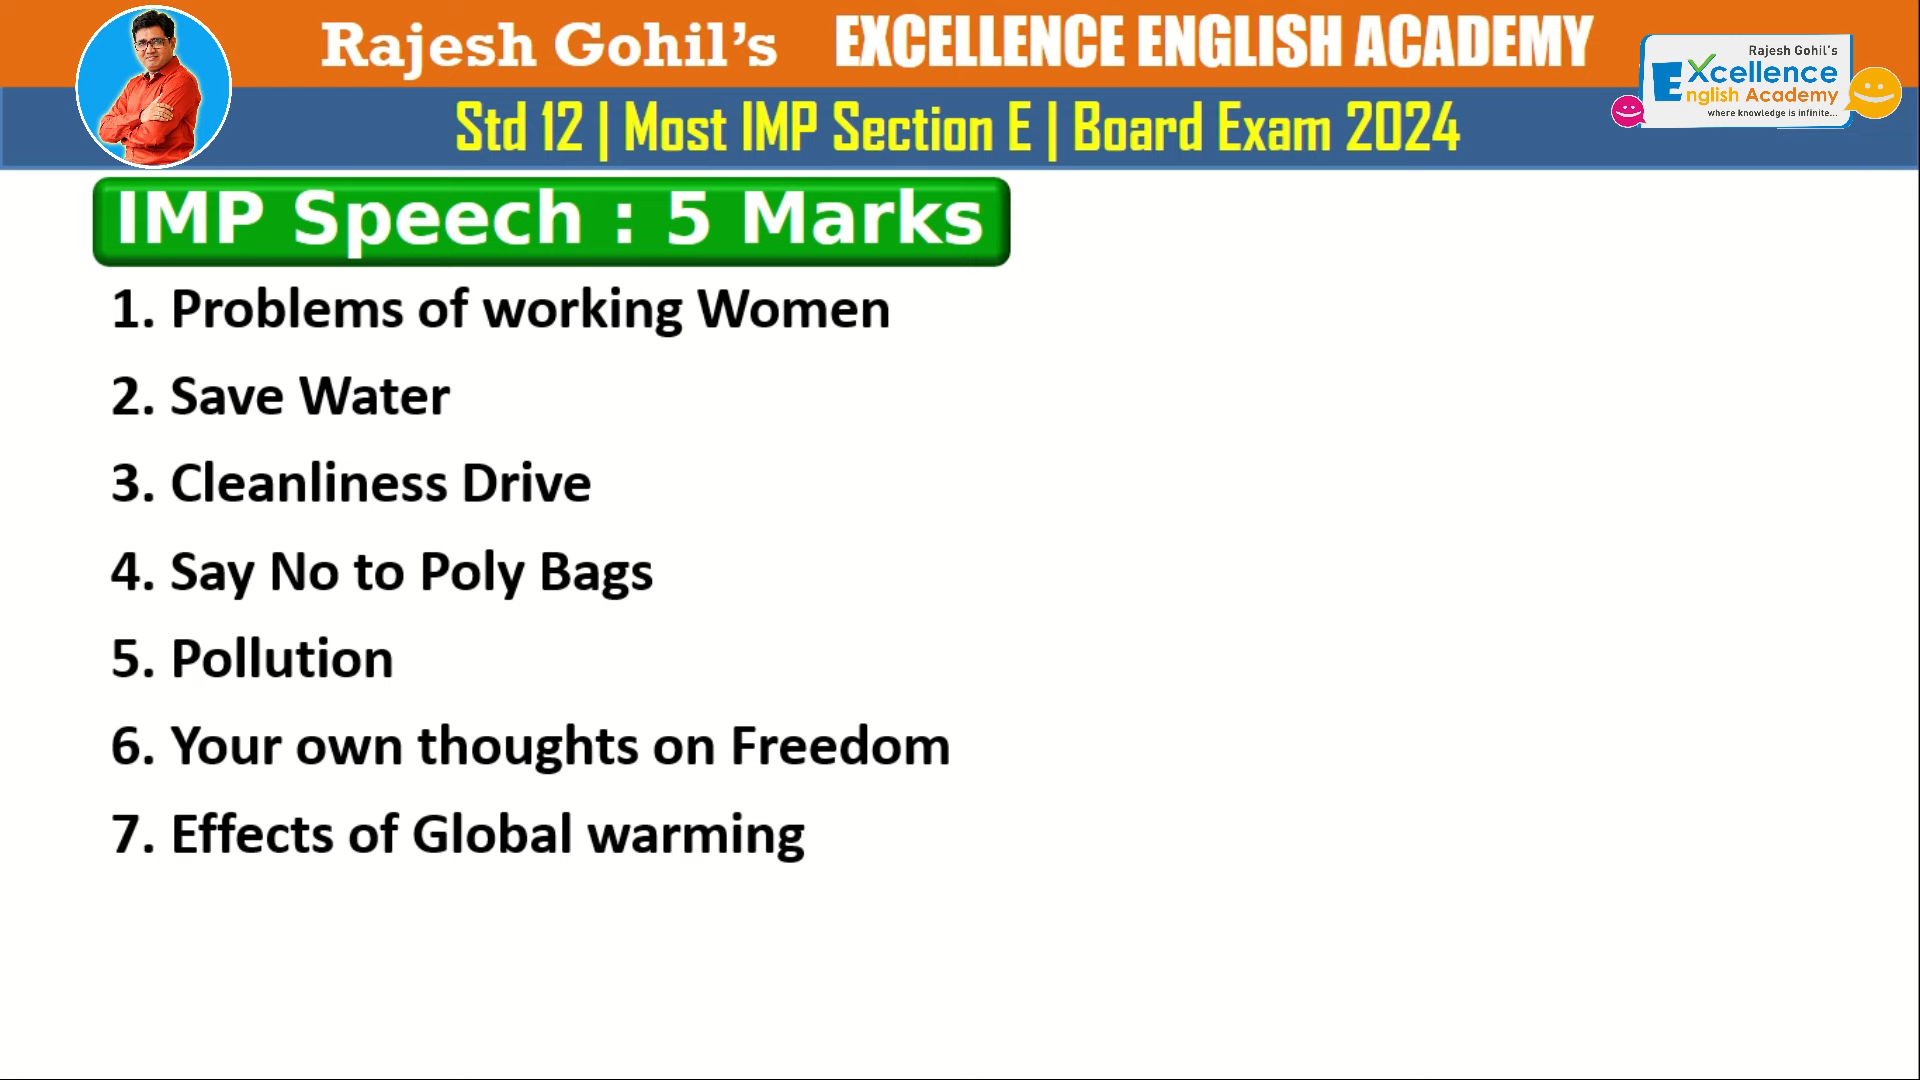 Rajesh Gohil's EXCELLENCE ENGLISH ACADEMY
Rajesh Gohil's
EXcellence
English Academy
where knowledge is infinite...
Std 12 | Most IMP Section E | Board Exam 2024
IMP Speech : 5 Marks
1. Problems of working Women
2. Save Water
3. Cleanliness Drive
4. Say No to Poly Bags
5. Pollution
6. Your own thoughts on Freedom
7. Effects of Global warming